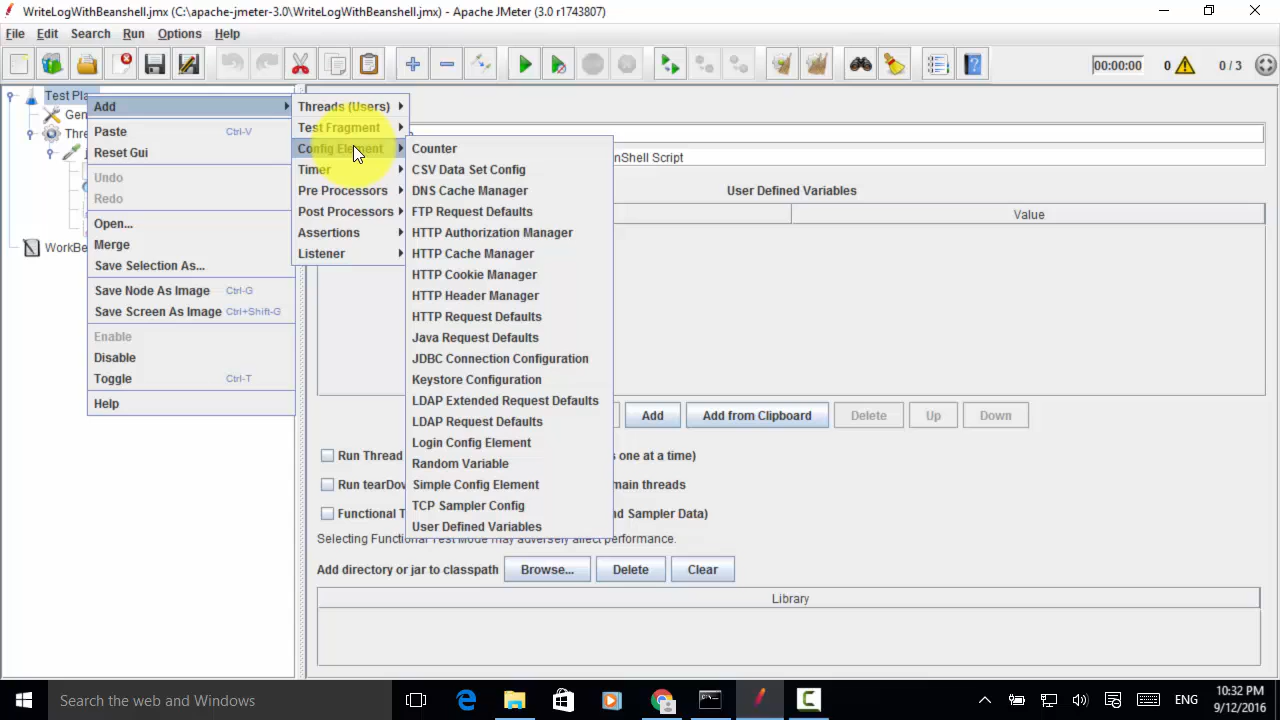 WriteLogWithBeanshell.jmx (C:\apache-jmeter-3.0\WriteLogWithBeanshell.jmx) - Apache JMeter (3.0 r1743807)
File Edit Search Run Options Help
00:00:00 0 0 / 3
Test Pla
Gen
Thre
WorkBe
Add
Paste Ctrl-V
Reset Gui
Undo
Redo
Open...
Merge
Save Selection As...
Save Node As Image Ctrl-G
Save Screen As Image Ctrl+Shift-G
Enable
Disable
Toggle Ctrl-T
Help
Threads (Users)
Test Fragment
Config Element
Timer
Pre Processors
Post Processors
Assertions
Listener
Counter
CSV Data Set Config
DNS Cache Manager
FTP Request Defaults
HTTP Authorization Manager
HTTP Cache Manager
HTTP Cookie Manager
HTTP Header Manager
HTTP Request Defaults
Java Request Defaults
JDBC Connection Configuration
Keystore Configuration
LDAP Extended Request Defaults
LDAP Request Defaults
Login Config Element
Random Variable
Simple Config Element
TCP Sampler Config
User Defined Variables
nShell Script
User Defined Variables
Value
Add Add from Clipboard Delete Up Down
Run Thread s one at a time)
Run tearDov main threads
Functional T nd Sampler Data)
Selecting Functional Test Mode may adversely affect performance.
Add directory or jar to classpath Browse... Delete Clear
Library
Search the web and Windows
ENG
10:32 PM
9/12/2016